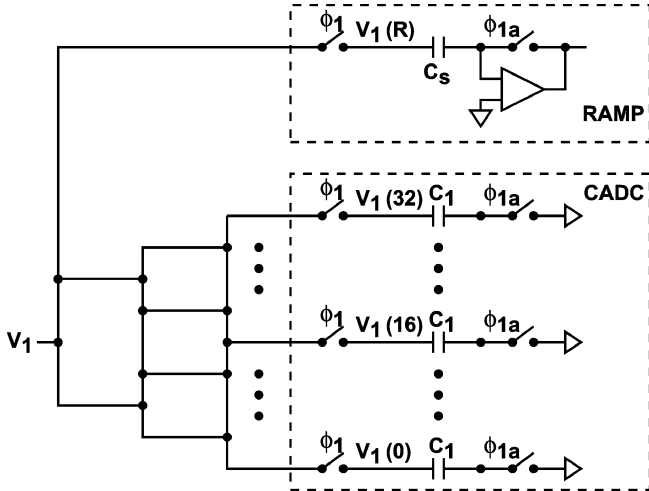 ϕ1 V1 (R) ϕ1a
Cs
RAMP
ϕ1 V1 (32) C1 ϕ1a CADC
ϕ1 V1 (16) C1 ϕ1a
V1
ϕ1 V1 (0) C1 ϕ1a